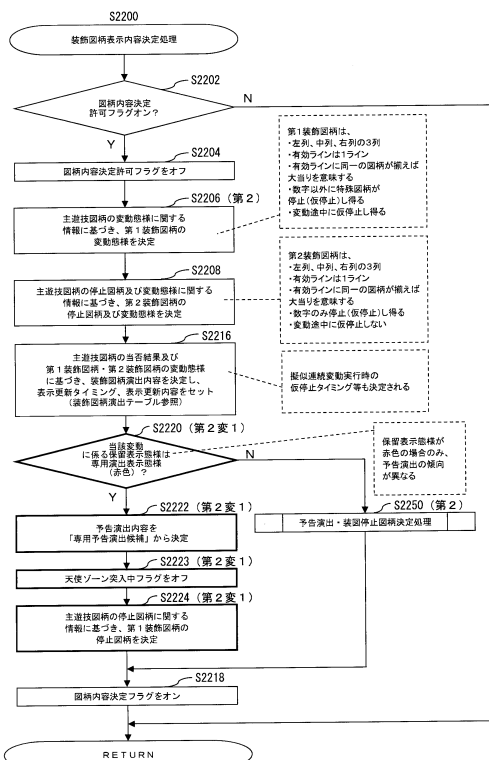 S2200
装飾図柄表示内容決定処理
S2202
図柄内容決定
許可フラグオン?
N
Y
S2204
図柄内容決定許可フラグをオフ
第1装飾図柄は、
・左列、中列、右列の3列
・有効ラインは1ライン
・有効ラインに同一の図柄が揃えば
大当りを意味する
・数字以外に特殊図柄が
停止(仮停止)し得る
・変動途中に仮停止し得る
S2206(第2)
主遊技図柄の変動態様に関する
情報に基づき、第1装飾図柄の
変動態様を決定
S2208
主遊技図柄の停止図柄及び変動態様に関する
情報に基づき、第2装飾図柄の
停止図柄及び変動態様を決定
第2装飾図柄は、
・左列、中列、右列の3列
・有効ラインは1ライン
・有効ラインに同一の図柄が揃えば
大当りを意味する
・数字のみ停止(仮停止)し得る
・変動途中に仮停止しない
S2216
主遊技図柄の当否結果及び
第1装飾図柄・第2装飾図柄の変動態様
に基づき、装飾図柄演出内容を決定し、
表示更新タイミング、表示更新内容をセット
(装飾図柄演出テーブル参照)
擬似連続変動実行時の
仮停止タイミング等も決定される
S2220(第2変1)
当該変動
に係る保留表示態様は
専用演出表示態様
(赤色)?
N
Y
保留表示態様が
赤色の場合のみ、
予告演出の傾向
が異なる
S2222(第2変1)
予告演出内容を
「専用予告演出候補」から決定
S2250(第2)
予告演出・装図停止図柄決定処理
S2223(第2変1)
天使ゾーン突入中フラグをオフ
S2224(第2変1)
主遊技図柄の停止図柄に関する
情報に基づき、第1装飾図柄の
停止図柄を決定
S2218
図柄内容決定フラグをオン
RETURN